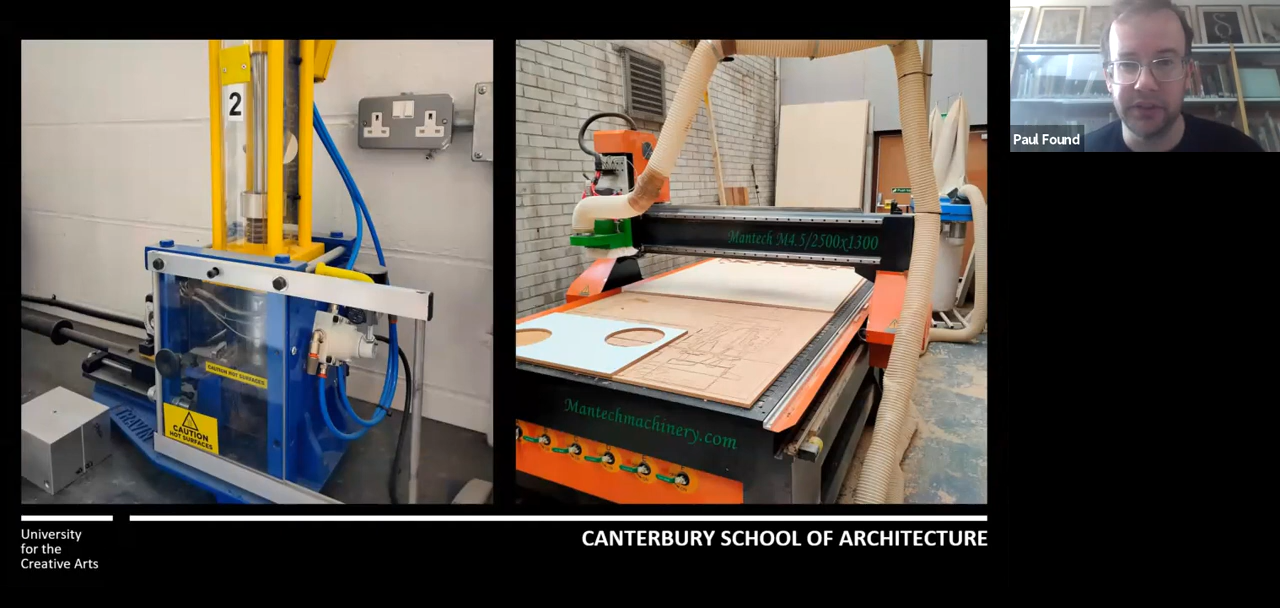 2
CAUTION HOT SURFACES
CAUTION
HOT SURFACES
Mantech M4.5/2500x1300
Mantechmachinery.com
University
for the
Creative Arts
CANTERBURY SCHOOL OF ARCHITECTURE
Paul Found